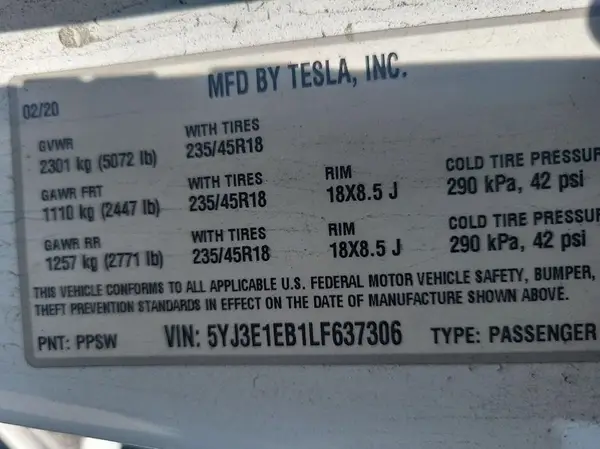 MFD BY TESLA, INC.
02/20
GVWR WITH TIRES
2301 kg (5072 lb) 235/45R18
GAWR FRT WITH TIRES RIM COLD TIRE PRESSUR
1110 kg (2447 lb) 235/45R18 18X8.5 J 290 kPa, 42 psi
GAWR RR WITH TIRES RIM COLD TIRE PRESSUR
1257 kg (2771 lb) 235/45R18 18X8.5 J 290 kPa, 42 psi
THIS VEHICLE CONFORMS TO ALL APPLICABLE U.S. FEDERAL MOTOR VEHICLE SAFETY, BUMPER,
THEFT PREVENTION STANDARDS IN EFFECT ON THE DATE OF MANUFACTURE SHOWN ABOVE.
PNT: PPSW VIN: 5YJ3E1EB1LF637306 TYPE: PASSENGER